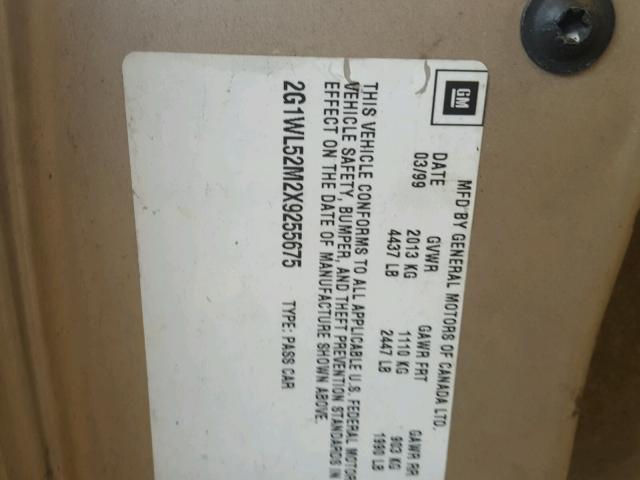 GM
MFD BY GENERAL MOTORS OF CANADA LTD.
DATE GVWR GAWR FRT GAWR RR
03/99 2013 KG 1110 KG 903 KG
4437 LB 2447 LB 1990 LB
THIS VEHICLE CONFORMS TO ALL APPLICABLE U.S. FEDERAL MOTOR
VEHICLE SAFETY, BUMPER, AND THEFT PREVENTION STANDARDS IN
EFFECT ON THE DATE OF MANUFACTURE SHOWN ABOVE.
2G1WL52M2X9255675 TYPE: PASS CAR